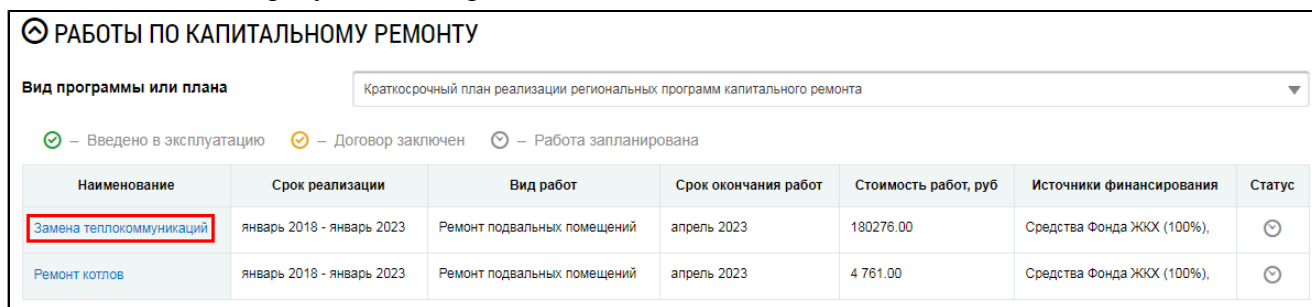 РАБОТЫ ПО КАПИТАЛЬНОМУ РЕМОНТУ
Вид программы или плана Краткосрочный план реализации региональных программ капитального ремонта
– Введено в эксплуатацию – Договор заключен – Работа запланирована
Наименование Срок реализации Вид работ Срок окончания работ Стоимость работ, руб Источники финансирования Статус
Замена теплокоммуникаций январь 2018 - январь 2023 Ремонт подвальных помещений апрель 2023 180276.00 Средства Фонда ЖКХ (100%),
Ремонт котлов январь 2018 - январь 2023 Ремонт подвальных помещений апрель 2023 4 761.00 Средства Фонда ЖКХ (100%),